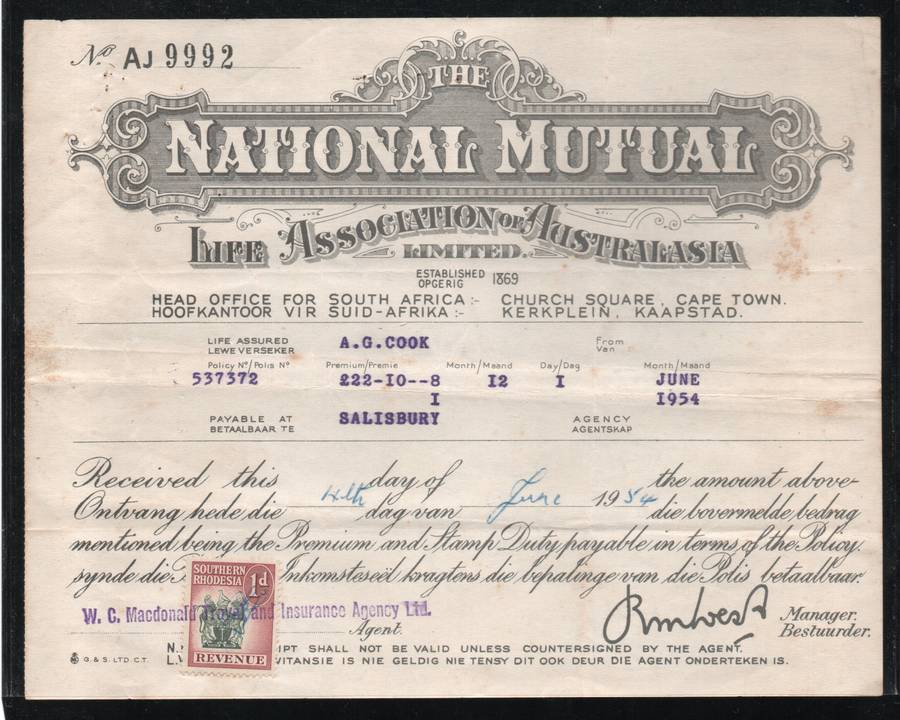 No. AJ 9992
THE
NATIONAL MUTUAL
LIFE ASSOCIATION OF AUSTRALASIA
LIMITED.
ESTABLISHED
OPGERIG 1869
HEAD OFFICE FOR SOUTH AFRICA:- CHURCH SQUARE, CAPE TOWN.
HOOFKANTOOR VIR SUID-AFRIKA:- KERKPLEIN, KAAPSTAD.
LIFE ASSURED A.G.COOK From
LEWEVERSEKER Van
Policy No/Polis No Premium/Premie Month/Maand Day/Dag Month/Maand
537372 £22-10--8 12 1 JUNE
1 1954
PAYABLE AT SALISBURY AGENCY
BETAALBAAR TE AGENTSKAP
Received this day of the amount above-
Ontvang hede die dag van June 1954 die bovermelde bedrag
mentioned being the Premium and Stamp Duty payable in terms of the Policy.
synde die Inkomsteseël kragtens die bepalinge van die Polis betaalbaar.
SOUTHERN
RHODESIA 1d
REVENUE
W. C. Macdonald Travel and Insurance Agency Ltd.
Agent.
Manager.
Bestuurder.
N. PT SHALL NOT BE VALID UNLESS COUNTERSIGNED BY THE AGENT.
L. VITANSIE IS NIE GELDIG NIE TENSY DIT OOK DEUR DIE AGENT ONDERTEKEN IS.
G. & S. LTD C.T.